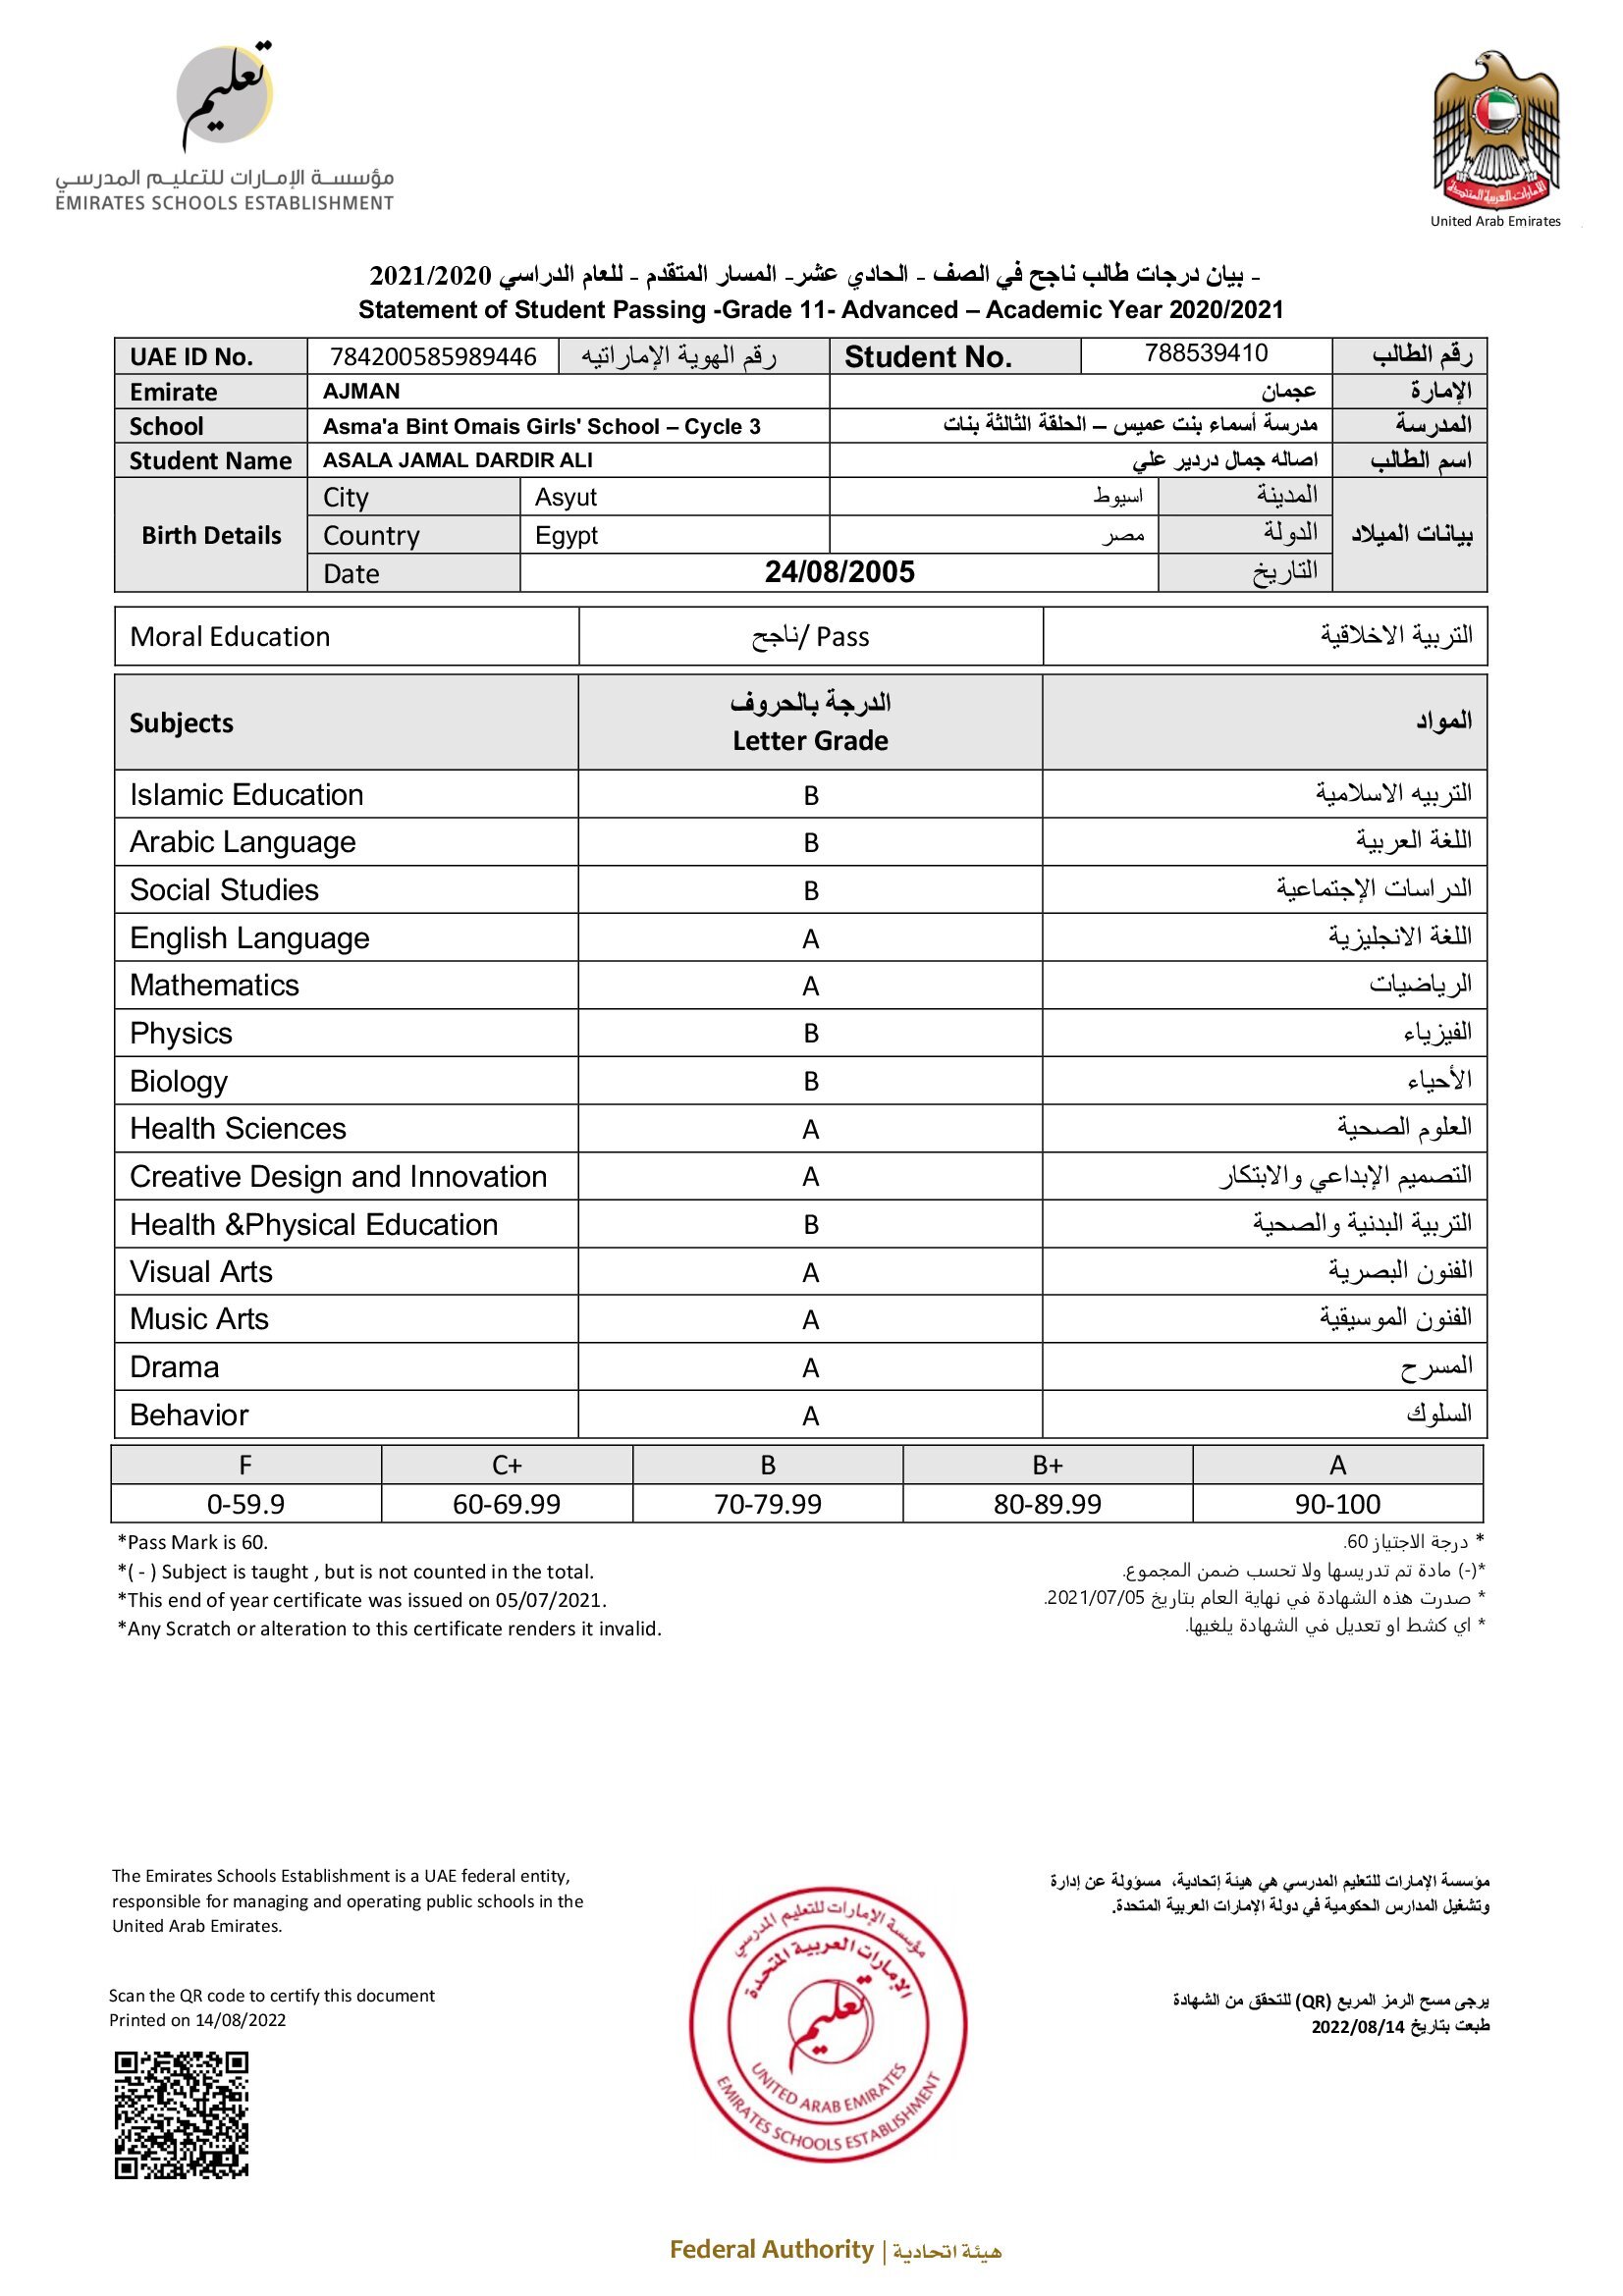 تعليم
مؤسسة الإمارات للتعليم المدرسي
EMIRATES SCHOOLS ESTABLISHMENT
الإمارات العربية المتحدة
United Arab Emirates
- بيان درجات طالب ناجح في الصف - الحادي عشر- المسار المتقدم - للعام الدراسي 2021/2020
Statement of Student Passing -Grade 11- Advanced – Academic Year 2020/2021
UAE ID No. 784200585989446 رقم الهوية الإماراتيه Student No. 788539410 رقم الطالب
Emirate AJMAN عجمان الإمارة
School Asma'a Bint Omais Girls' School – Cycle 3 مدرسة أسماء بنت عميس – الحلقة الثالثة بنات المدرسة
Student Name ASALA JAMAL DARDIR ALI اصاله جمال دردير علي اسم الطالب
City Asyut اسيوط المدينة
Birth Details Country Egypt مصر الدولة بيانات الميلاد
Date 24/08/2005 التاريخ
Moral Education ناجح/ Pass التربية الاخلاقية
Subjects الدرجة بالحروف المواد
Letter Grade
Islamic Education B التربيه الاسلامية
Arabic Language B اللغة العربية
Social Studies B الدراسات الإجتماعية
English Language A اللغة الانجليزية
Mathematics A الرياضيات
Physics B الفيزياء
Biology B الأحياء
Health Sciences A العلوم الصحية
Creative Design and Innovation A التصميم الإبداعي والابتكار
Health &Physical Education B التربية البدنية والصحية
Visual Arts A الفنون البصرية
Music Arts A الفنون الموسيقية
Drama A المسرح
Behavior A السلوك
F C+ B B+ A
0-59.9 60-69.99 70-79.99 80-89.99 90-100
*Pass Mark is 60. * درجة الاجتياز 60.
*( - ) Subject is taught , but is not counted in the total. *(-) مادة تم تدريسها ولا تحسب ضمن المجموع.
*This end of year certificate was issued on 05/07/2021. * صدرت هذه الشهادة في نهاية العام بتاريخ 2021/07/05.
*Any Scratch or alteration to this certificate renders it invalid. * اي كشط او تعديل في الشهادة يلغيها.
The Emirates Schools Establishment is a UAE federal entity,
responsible for managing and operating public schools in the
United Arab Emirates.
مؤسسة الإمارات للتعليم المدرسي هي هيئة إتحادية، مسؤولة عن إدارة
وتشغيل المدارس الحكومية في دولة الإمارات العربية المتحدة.
Scan the QR code to certify this document
Printed on 14/08/2022
يرجى مسح الرمز المربع (QR) للتحقق من الشهادة
طبعت بتاريخ 2022/08/14
مؤسسة الإمارات للتعليم المدرسي
الإمارات العربية المتحدة
تعليم
UNITED ARAB EMIRATES
EMIRATES SCHOOLS ESTABLISHMENT
Federal Authority | هيئة اتحادية